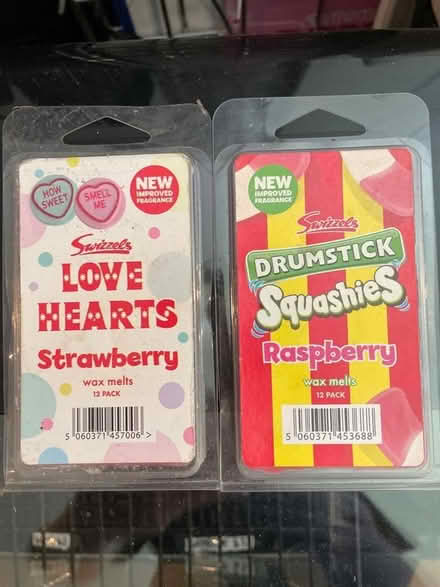 HOW
SWEET
SMELL
ME
NEW
IMPROVED
FRAGRANCE
Swizzels
LOVE
HEARTS
Strawberry
wax melts
12 PACK
5 060371 457006 >
NEW
IMPROVED
FRAGRANCE
Swizzels
DRUMSTICK
Squashies
Raspberry
wax melts
12 PACK
5 060371 453688